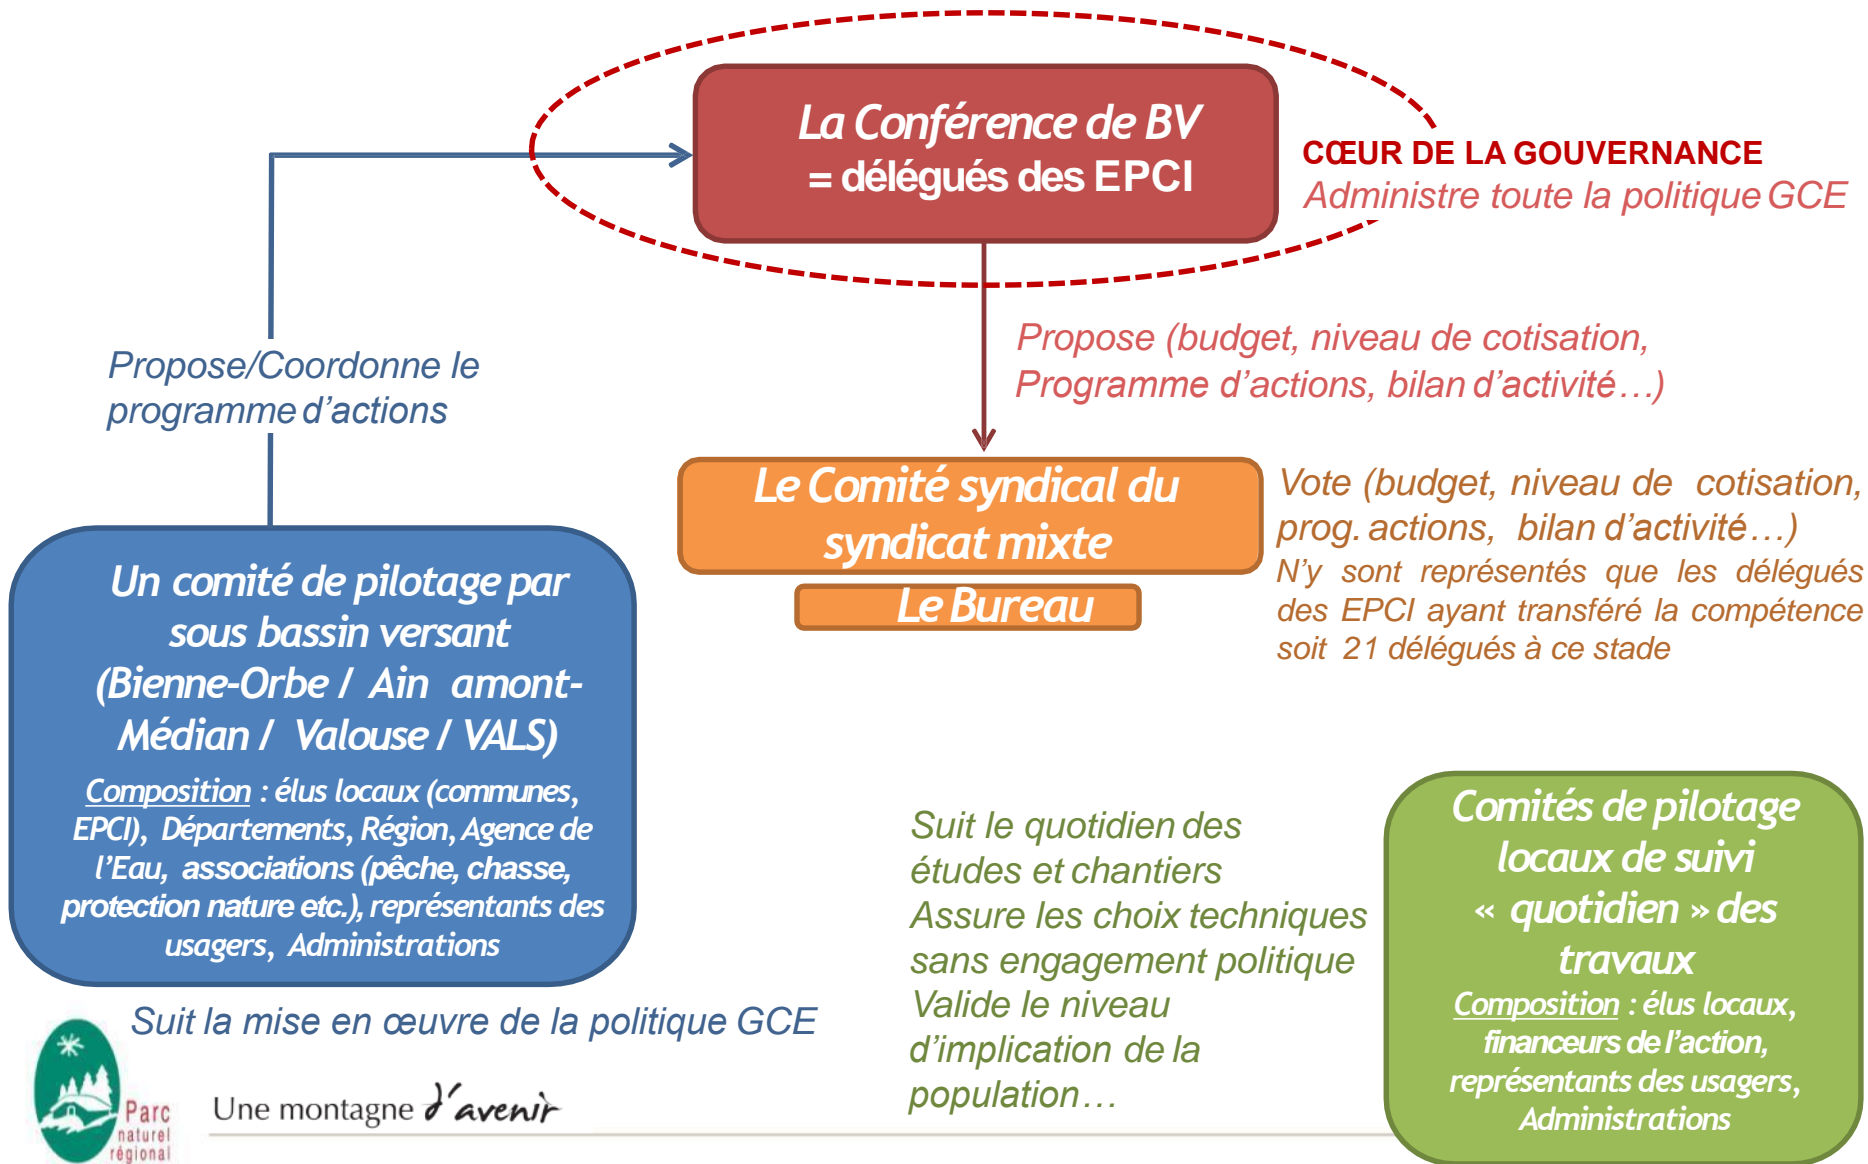 La Conférence de BV
= délégués des EPCI
CŒUR DE LA GOUVERNANCE
Administre toute la politique GCE
Propose/Coordonne le
programme d'actions
Propose (budget, niveau de cotisation,
Programme d'actions, bilan d'activité…)
Le Comité syndical du
syndicat mixte
Le Bureau
Vote (budget, niveau de cotisation,
prog. actions, bilan d'activité…)
N'y sont représentés que les délégués
des EPCI ayant transféré la compétence
soit 21 délégués à ce stade
Un comité de pilotage par
sous bassin versant
(Bienne-Orbe / Ain amont-
Médian / Valouse / VALS)
Composition : élus locaux (communes,
EPCI), Départements, Région, Agence de
l'Eau, associations (pêche, chasse,
protection nature etc.), représentants des
usagers, Administrations
Suit la mise en œuvre de la politique GCE
Suit le quotidien des
études et chantiers
Assure les choix techniques
sans engagement politique
Valide le niveau
d'implication de la
population…
Comités de pilotage
locaux de suivi
« quotidien » des
travaux
Composition : élus locaux,
financeurs de l'action,
représentants des usagers,
Administrations
Parc
naturel
régional
Une montagne d'avenir